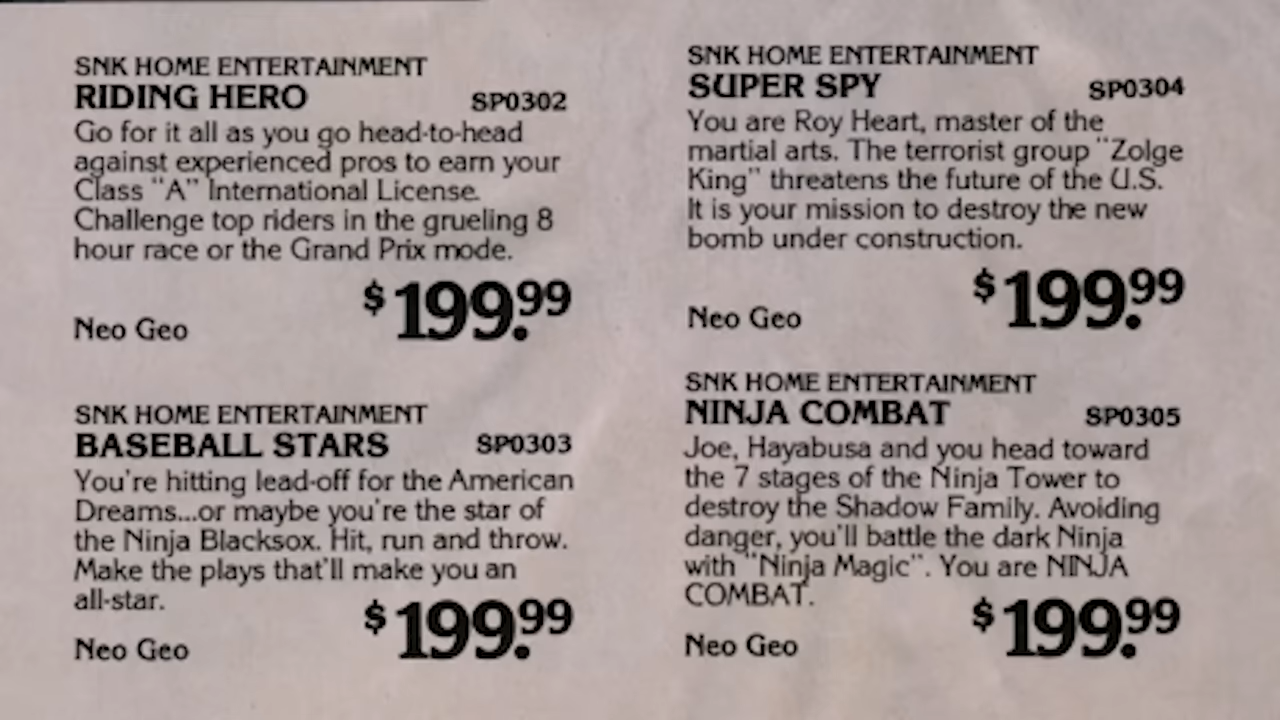 SNK HOME ENTERTAINMENT
RIDING HERO SP0302
Go for it all as you go head-to-head
against experienced pros to earn your
Class "A" International License.
Challenge top riders in the grueling 8
hour race or the Grand Prix mode.
Neo Geo $199.99
SNK HOME ENTERTAINMENT
BASEBALL STARS SP0303
You're hitting lead-off for the American
Dreams...or maybe you're the star of
the Ninja Blacksox. Hit, run and throw.
Make the plays that'll make you an
all-star.
Neo Geo $199.99
SNK HOME ENTERTAINMENT
SUPER SPY SP0304
You are Roy Heart, master of the
martial arts. The terrorist group "Zolge
King" threatens the future of the U.S.
It is your mission to destroy the new
bomb under construction.
Neo Geo $199.99
SNK HOME ENTERTAINMENT
NINJA COMBAT SP0305
Joe, Hayabusa and you head toward
the 7 stages of the Ninja Tower to
destroy the Shadow Family. Avoiding
danger, you'll battle the dark Ninja
with "Ninja Magic". You are NINJA
COMBAT.
Neo Geo $199.99